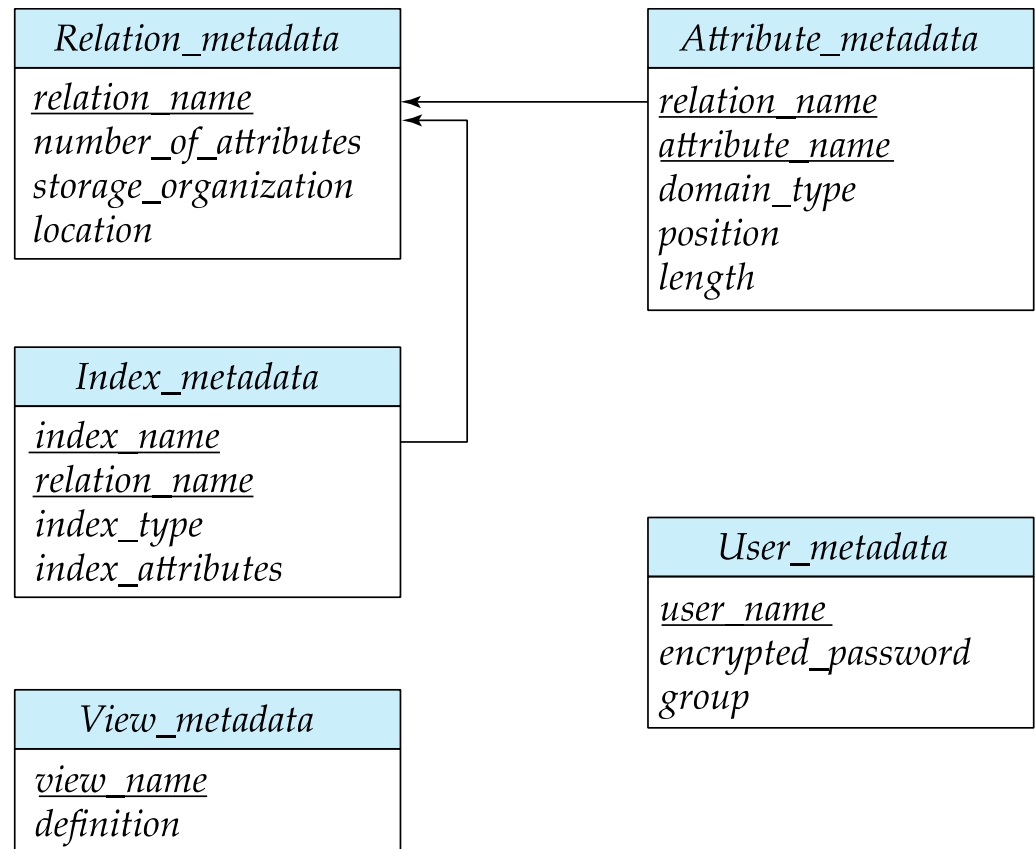 Relation_metadata
relation_name
number_of_attributes
storage_organization
location
Index_metadata
index_name
relation_name
index_type
index_attributes
View_metadata
view_name
definition
Attribute_metadata
relation_name
attribute_name
domain_type
position
length
User_metadata
user_name
encrypted_password
group